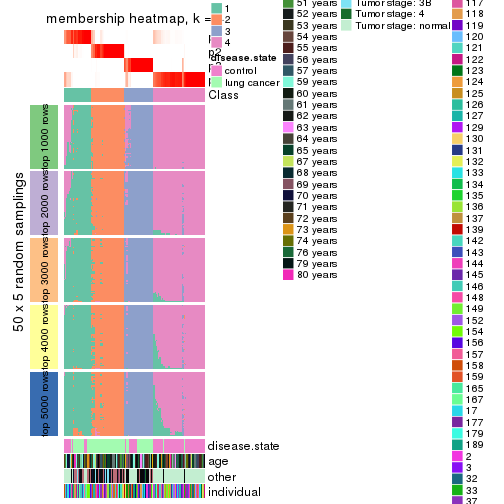 membership heatmap, k =
1
2
3
4
p2
disease.state
control
lung cancer
Class
50 x 5 random samplings
top 1000 rows
top 2000 rows
top 3000 rows
top 4000 rows
top 5000 rows
disease.state
age
other
individual
51 years
52 years
53 years
54 years
55 years
56 years
57 years
59 years
60 years
61 years
62 years
63 years
64 years
65 years
67 years
68 years
69 years
70 years
71 years
72 years
73 years
74 years
76 years
79 years
80 years
Tumor stage: 3B
Tumor stage: 4
Tumor stage: normal
117
118
119
120
121
122
123
124
125
126
127
129
130
131
132
133
134
135
136
137
139
142
143
144
145
146
148
149
152
154
156
157
158
159
165
167
17
177
179
189
2
3
32
33
37